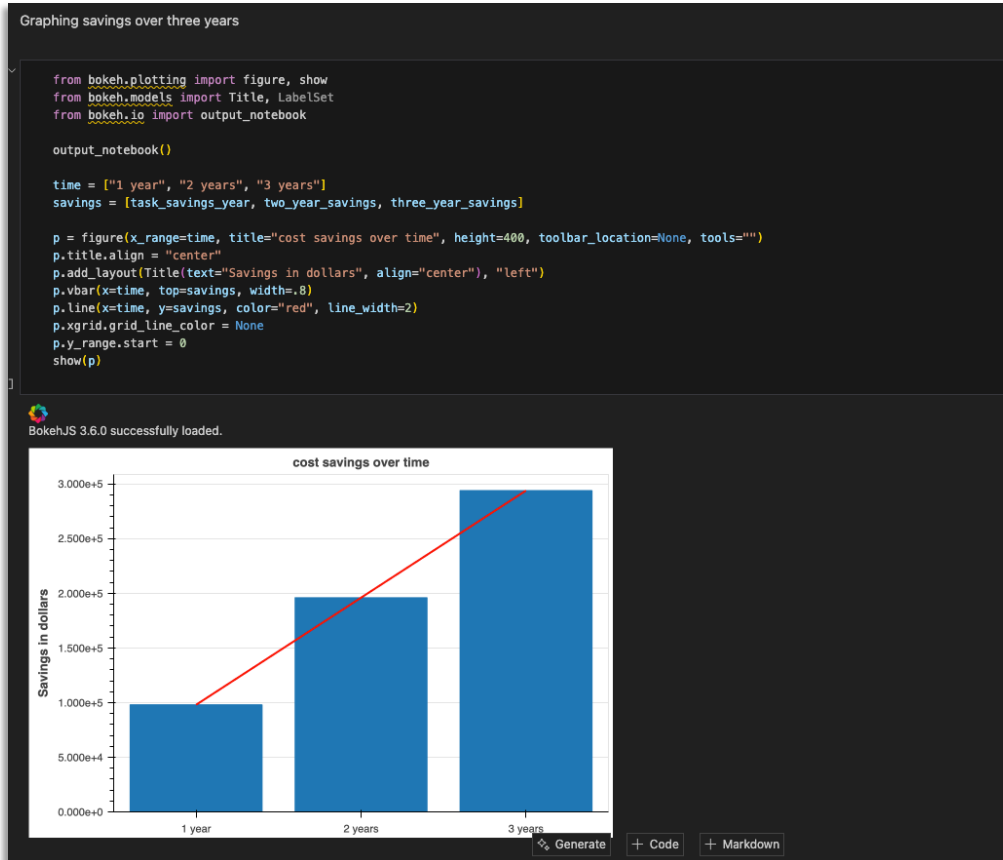 Graphing savings over three years
from bokeh.plotting import figure, show
from bokeh.models import Title, LabelSet
from bokeh.io import output_notebook
output_notebook()
time = ["1 year", "2 years", "3 years"]
savings = [task_savings_year, two_year_savings, three_year_savings]
p = figure(x_range=time, title="cost savings over time", height=400, toolbar_location=None, tools="")
p.title.align = "center"
p.add_layout(Title(text="Savings in dollars", align="center"), "left")
p.vbar(x=time, top=savings, width=.8)
p.line(x=time, y=savings, color="red", line_width=2)
p.xgrid.grid_line_color = None
p.y_range.start = 0
show(p)
BokehJS 3.6.0 successfully loaded.
cost savings over time
Savings in dollars
3.000e+5
2.500e+5
2.000e+5
1.500e+5
1.000e+5
5.000e+4
0.000e+0
1 year
2 years
3 years
Generate
+ Code
+ Markdown